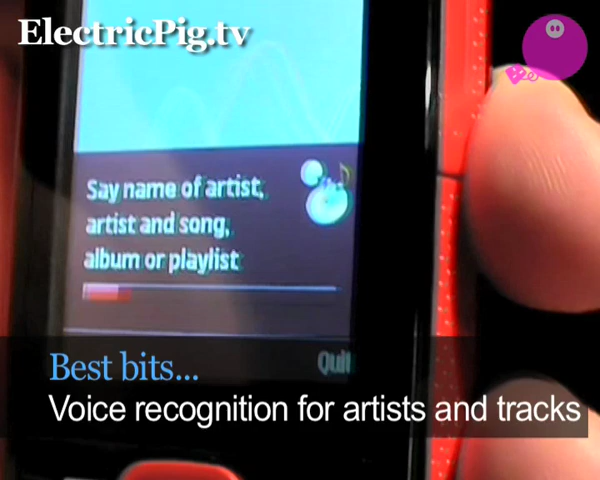 ElectricPig.tv
Say name of artist,
artist and song,
album or playlist
Quit
Best bits...
Voice recognition for artists and tracks